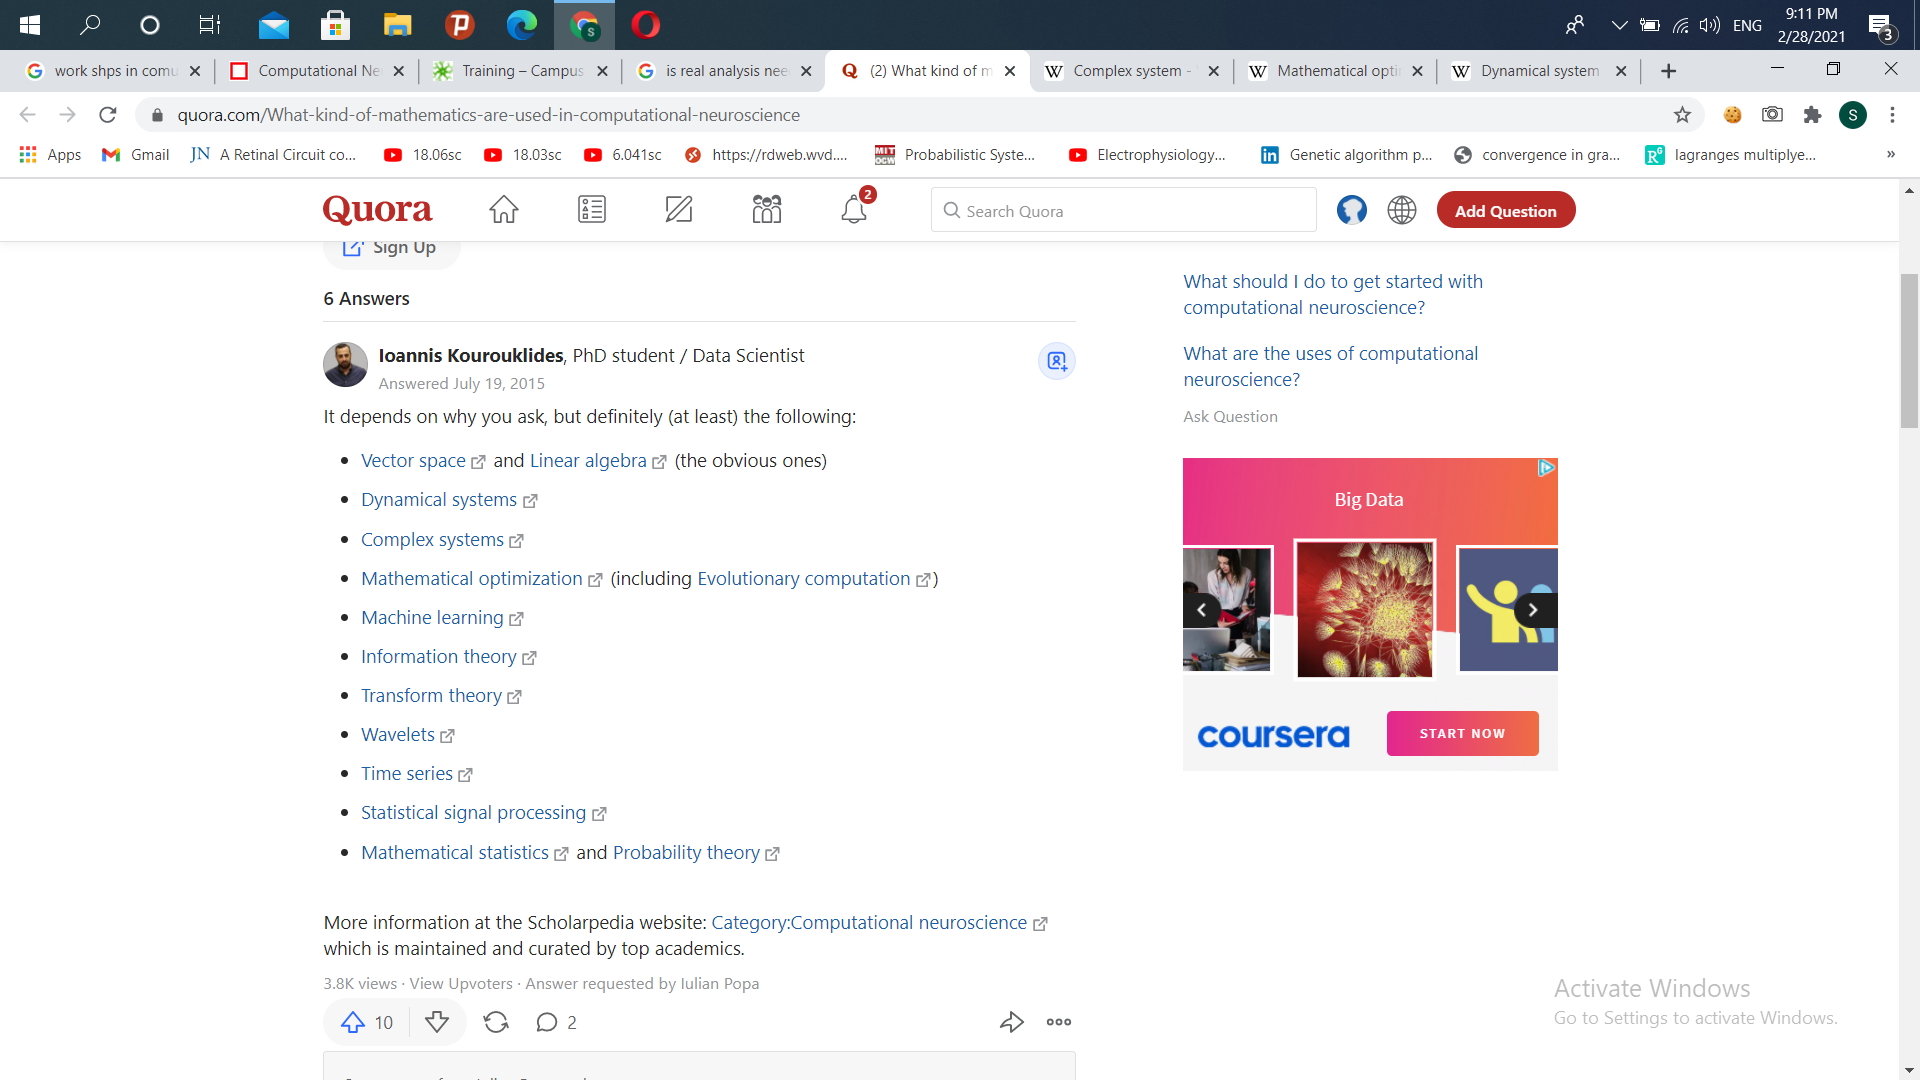 ENG
9:11 PM
2/28/2021
3
work shps in comu
Computational Ne
Training – Campus
is real analysis nee
(2) What kind of m
Complex system -
Mathematical opti
Dynamical system
quora.com/What-kind-of-mathematics-are-used-in-computational-neuroscience
S
Apps
Gmail
JN A Retinal Circuit co...
18.06sc
18.03sc
6.041sc
https://rdweb.wvd....
Probabilistic Syste...
Electrophysiology...
Genetic algorithm p...
convergence in gra...
lagranges multiplye...
»
Quora
2
Search Quora
Add Question
Sign Up
6 Answers
Ioannis Kourouklides, PhD student / Data Scientist
Answered July 19, 2015
It depends on why you ask, but definitely (at least) the following:
• Vector space and Linear algebra (the obvious ones)
• Dynamical systems
• Complex systems
• Mathematical optimization (including Evolutionary computation)
• Machine learning
• Information theory
• Transform theory
• Wavelets
• Time series
• Statistical signal processing
• Mathematical statistics and Probability theory
More information at the Scholarpedia website: Category:Computational neuroscience
which is maintained and curated by top academics.
3.8K views · View Upvoters · Answer requested by Iulian Popa
10
2
What should I do to get started with
computational neuroscience?
What are the uses of computational
neuroscience?
Ask Question
Big Data
coursera
START NOW
Activate Windows
Go to Settings to activate Windows.